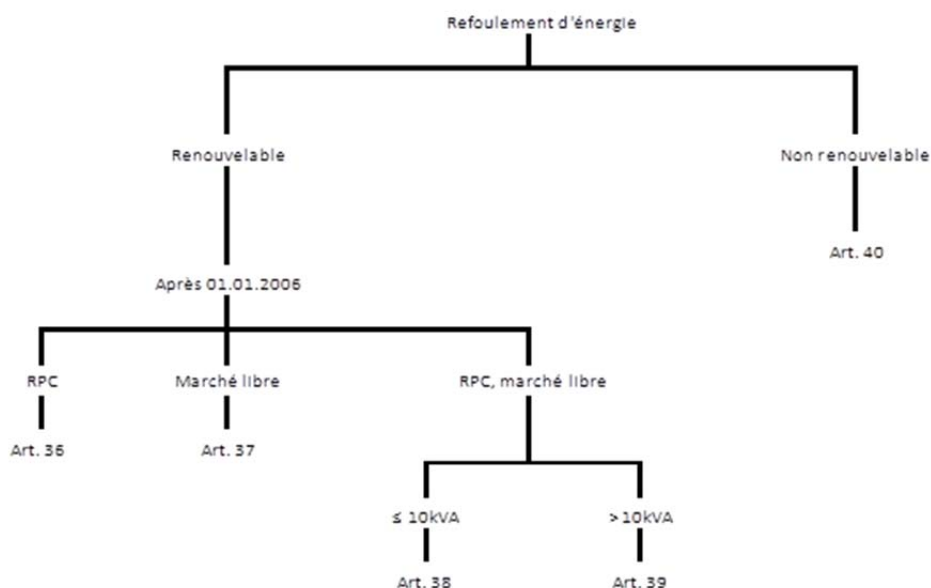 Refoulement d'énergie
Renouvelable
Non renouvelable
Art. 40
Après 01.01.2006
RPC
Marché libre
RPC, marché libre
Art. 36
Art. 37
≤ 10kVA
>10kVA
Art. 38
Art. 39